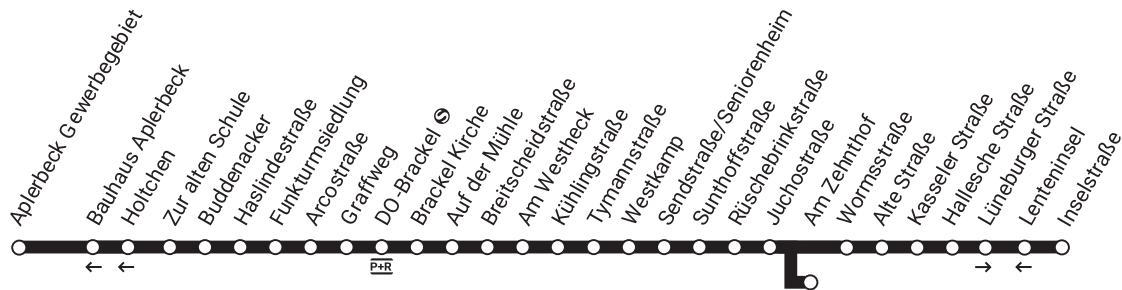 Aplerbeck Gewerbegebiet
Bauhaus Aplerbeck
Holtchen
Zur alten Schule
Buddenacker
Haslindestraße
Funkturmsiedlung
Arcostraße
Graffweg
DO-Brackel S
Brackel Kirche
Auf der Mühle
Breitscheidstraße
Am Westheck
Kühlingstraße
Tymannstraße
Westkamp
Sendstraße/Seniorenheim
Sunthoffstraße
Rüschebrinkstraße
Juchostraße
Am Zehnthof
Wormsstraße
Alte Straße
Kasseler Straße
Hallesche Straße
Lüneburger Straße
Lenteninsel
Inselstraße
← ← P+R → ←